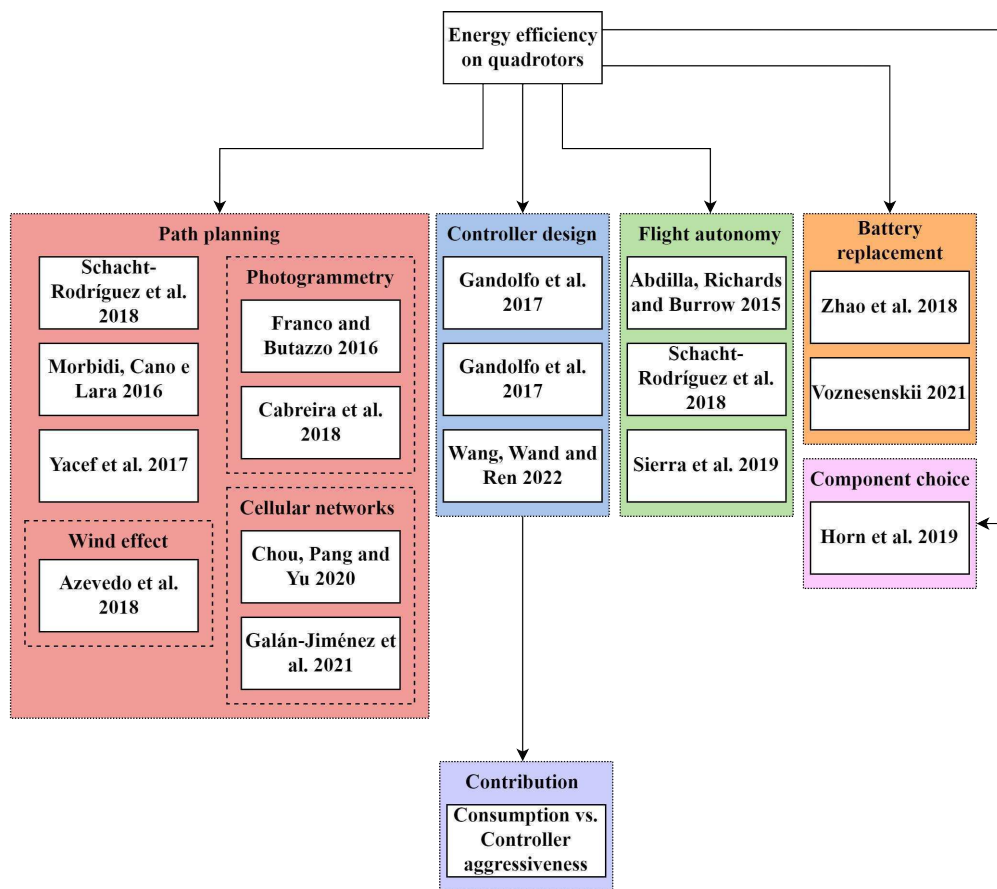 Energy efficiency
on quadrotors
Path planning
Schacht-
Rodríguez et al.
2018
Morbidi, Cano e
Lara 2016
Yacef et al. 2017
Wind effect
Azevedo et al.
2018
Photogrammetry
Franco and
Butazzo 2016
Cabreira et al.
2018
Cellular networks
Chou, Pang and
Yu 2020
Galán-Jiménez et
al. 2021
Controller design
Gandolfo et al.
2017
Gandolfo et al.
2017
Wang, Wand and
Ren 2022
Flight autonomy
Abdilla, Richards
and Burrow 2015
Schacht-
Rodríguez et al.
2018
Sierra et al. 2019
Battery
replacement
Zhao et al. 2018
Voznesenskii 2021
Component choice
Horn et al. 2019
Contribution
Consumption vs.
Controller
aggressiveness